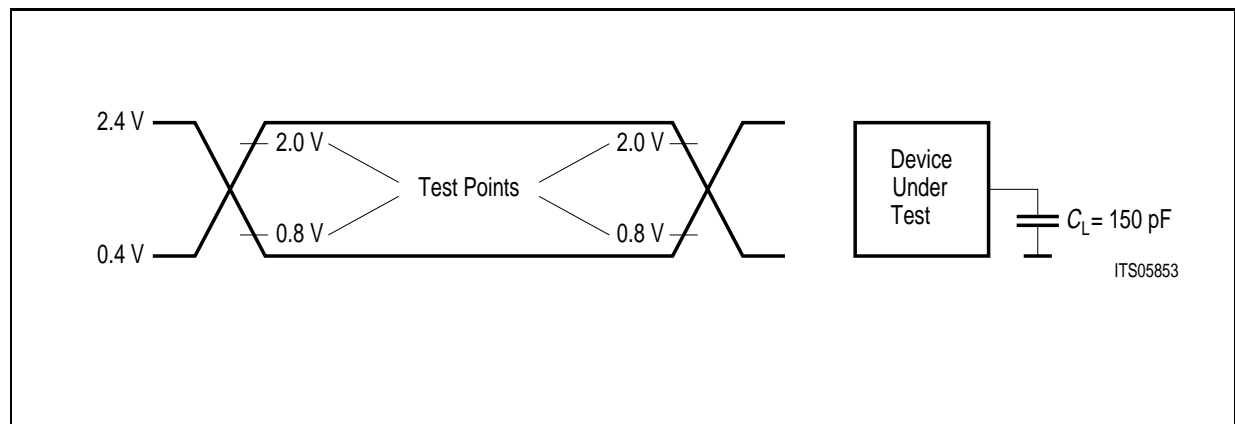 2.4 V
2.0 V
2.0 V
Test Points
0.8 V
0.8 V
0.4 V
Device
Under
Test
CL = 150 pF
ITS05853